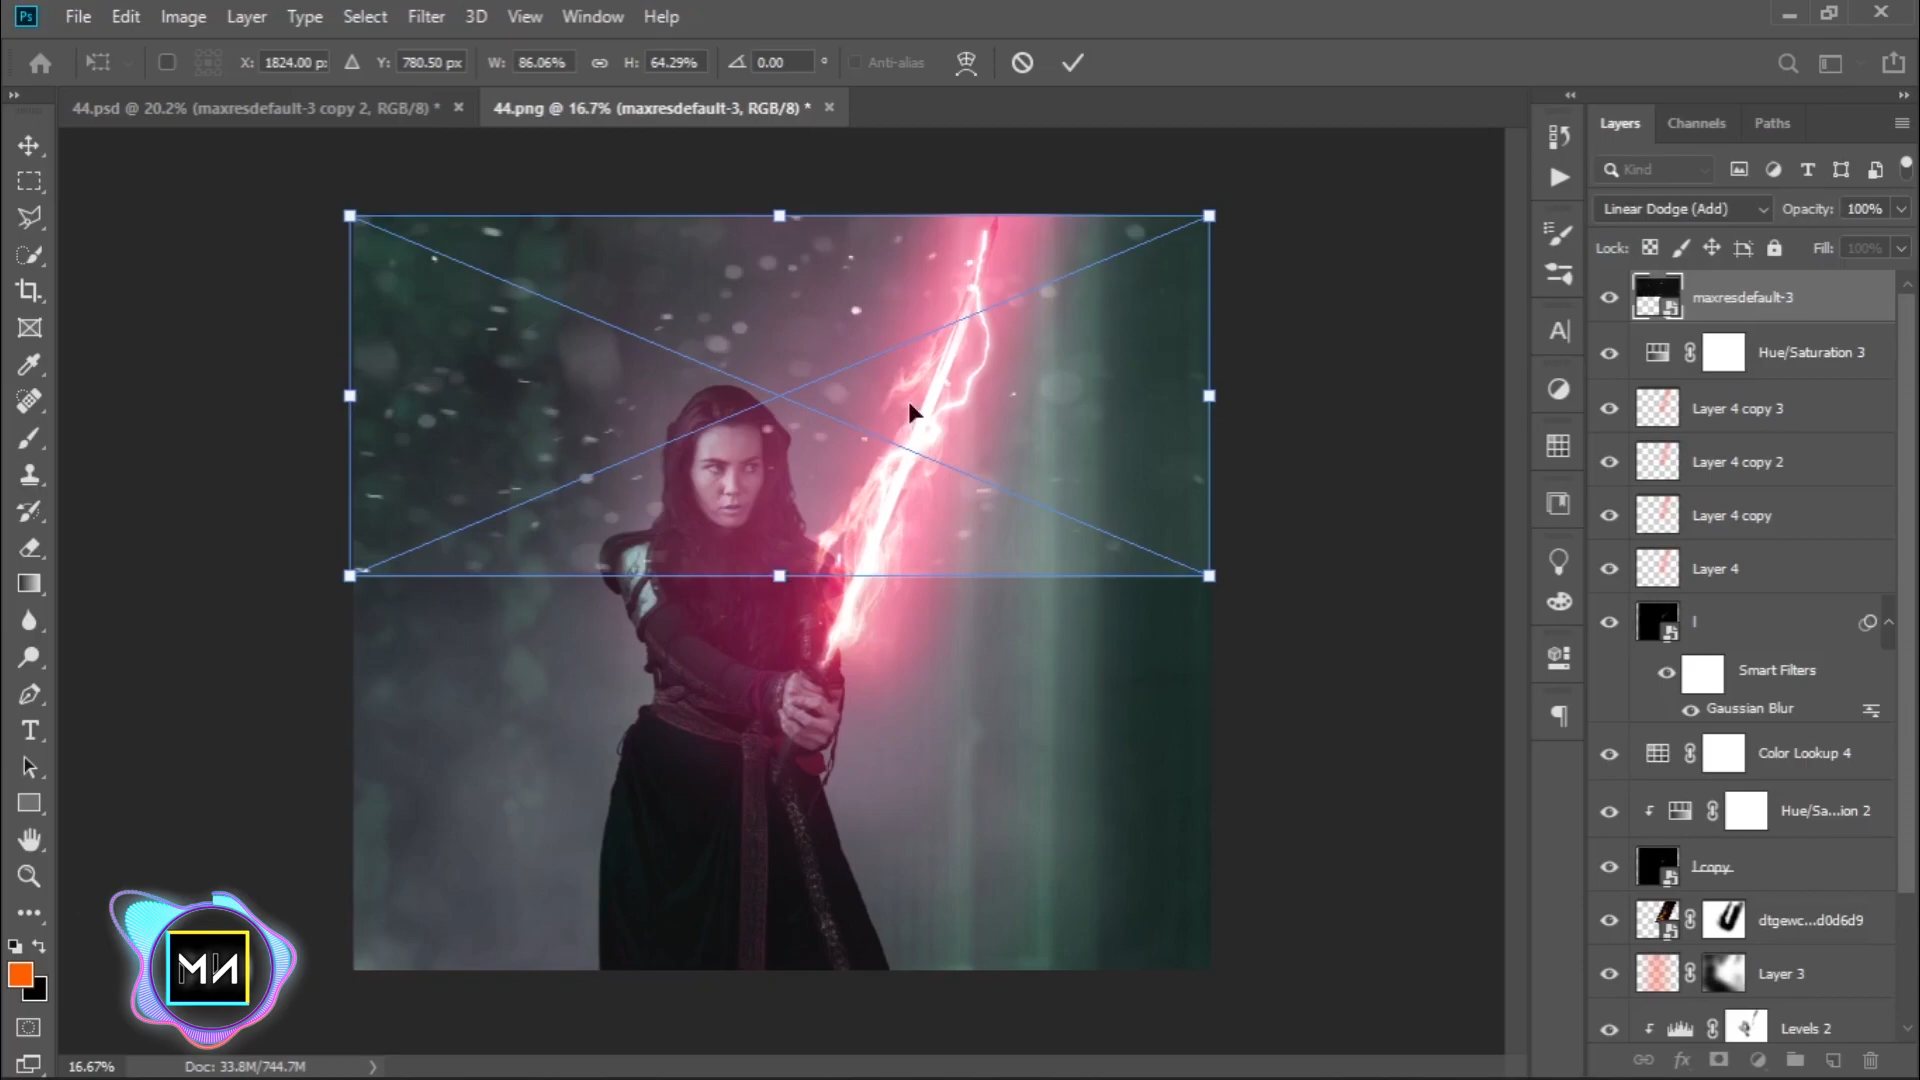 Ps File Edit Image Layer Type Select Filter 3D View Window Help
X: 1824.00 p: Y: 780.50 px W: 86.06% H: 64.29% 0.00 ° Anti-alias
44.psd @ 20.2% (maxresdefault-3 copy 2, RGB/8) *
44.png @ 16.7% (maxresdefault-3, RGB/8) *
Layers Channels Paths
Kind
Linear Dodge (Add) Opacity: 100%
Lock: Fill: 100%
maxresdefault-3
Hue/Saturation 3
Layer 4 copy 3
Layer 4 copy 2
Layer 4 copy
Layer 4
l
Smart Filters
Gaussian Blur
Color Lookup 4
Hue/Sa...ion 2
l copy
dtgewc...d0d6d9
Layer 3
Levels 2
16.67% Doc: 33.8M/744.7M